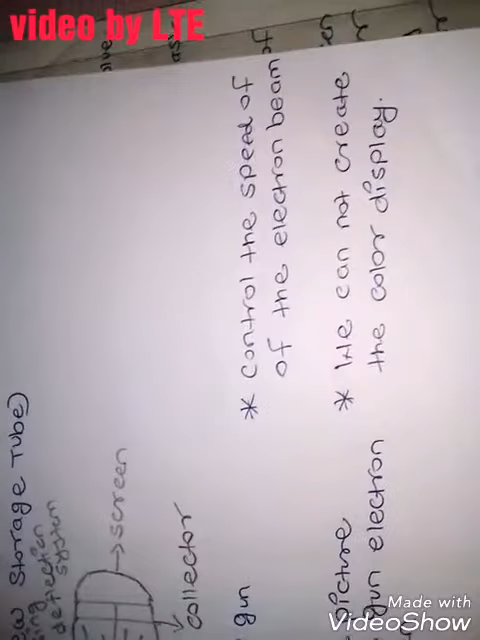 video by LTE
Storage Tube)
deflection
system
→ screen
collector
* control the speed of
of the electron beam
* We can not create
the color display.
gun
picture
gun electron
Made with
VideoShow